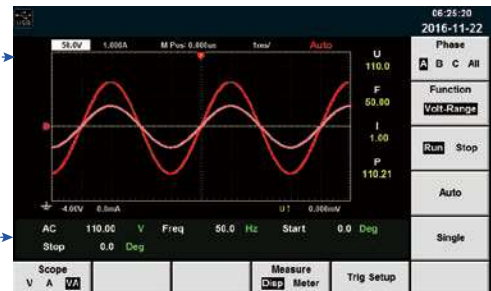 06:25:20
2016-11-22
50.0V 1.000A M Pos: 0.000us 1ms/ Auto
U
110.0
F
50.00
I
1.00
P
110.21
-4.00V 0.0mA U↑ 0.000mV
AC 110.00 V Freq 50.0 Hz Start 0.0 Deg
Stop 0.0 Deg
Phase
A B C All
Function
Volt-Range
Run Stop
Auto
Single
Scope
V A VA
Measure
Disp Meter
Trig Setup